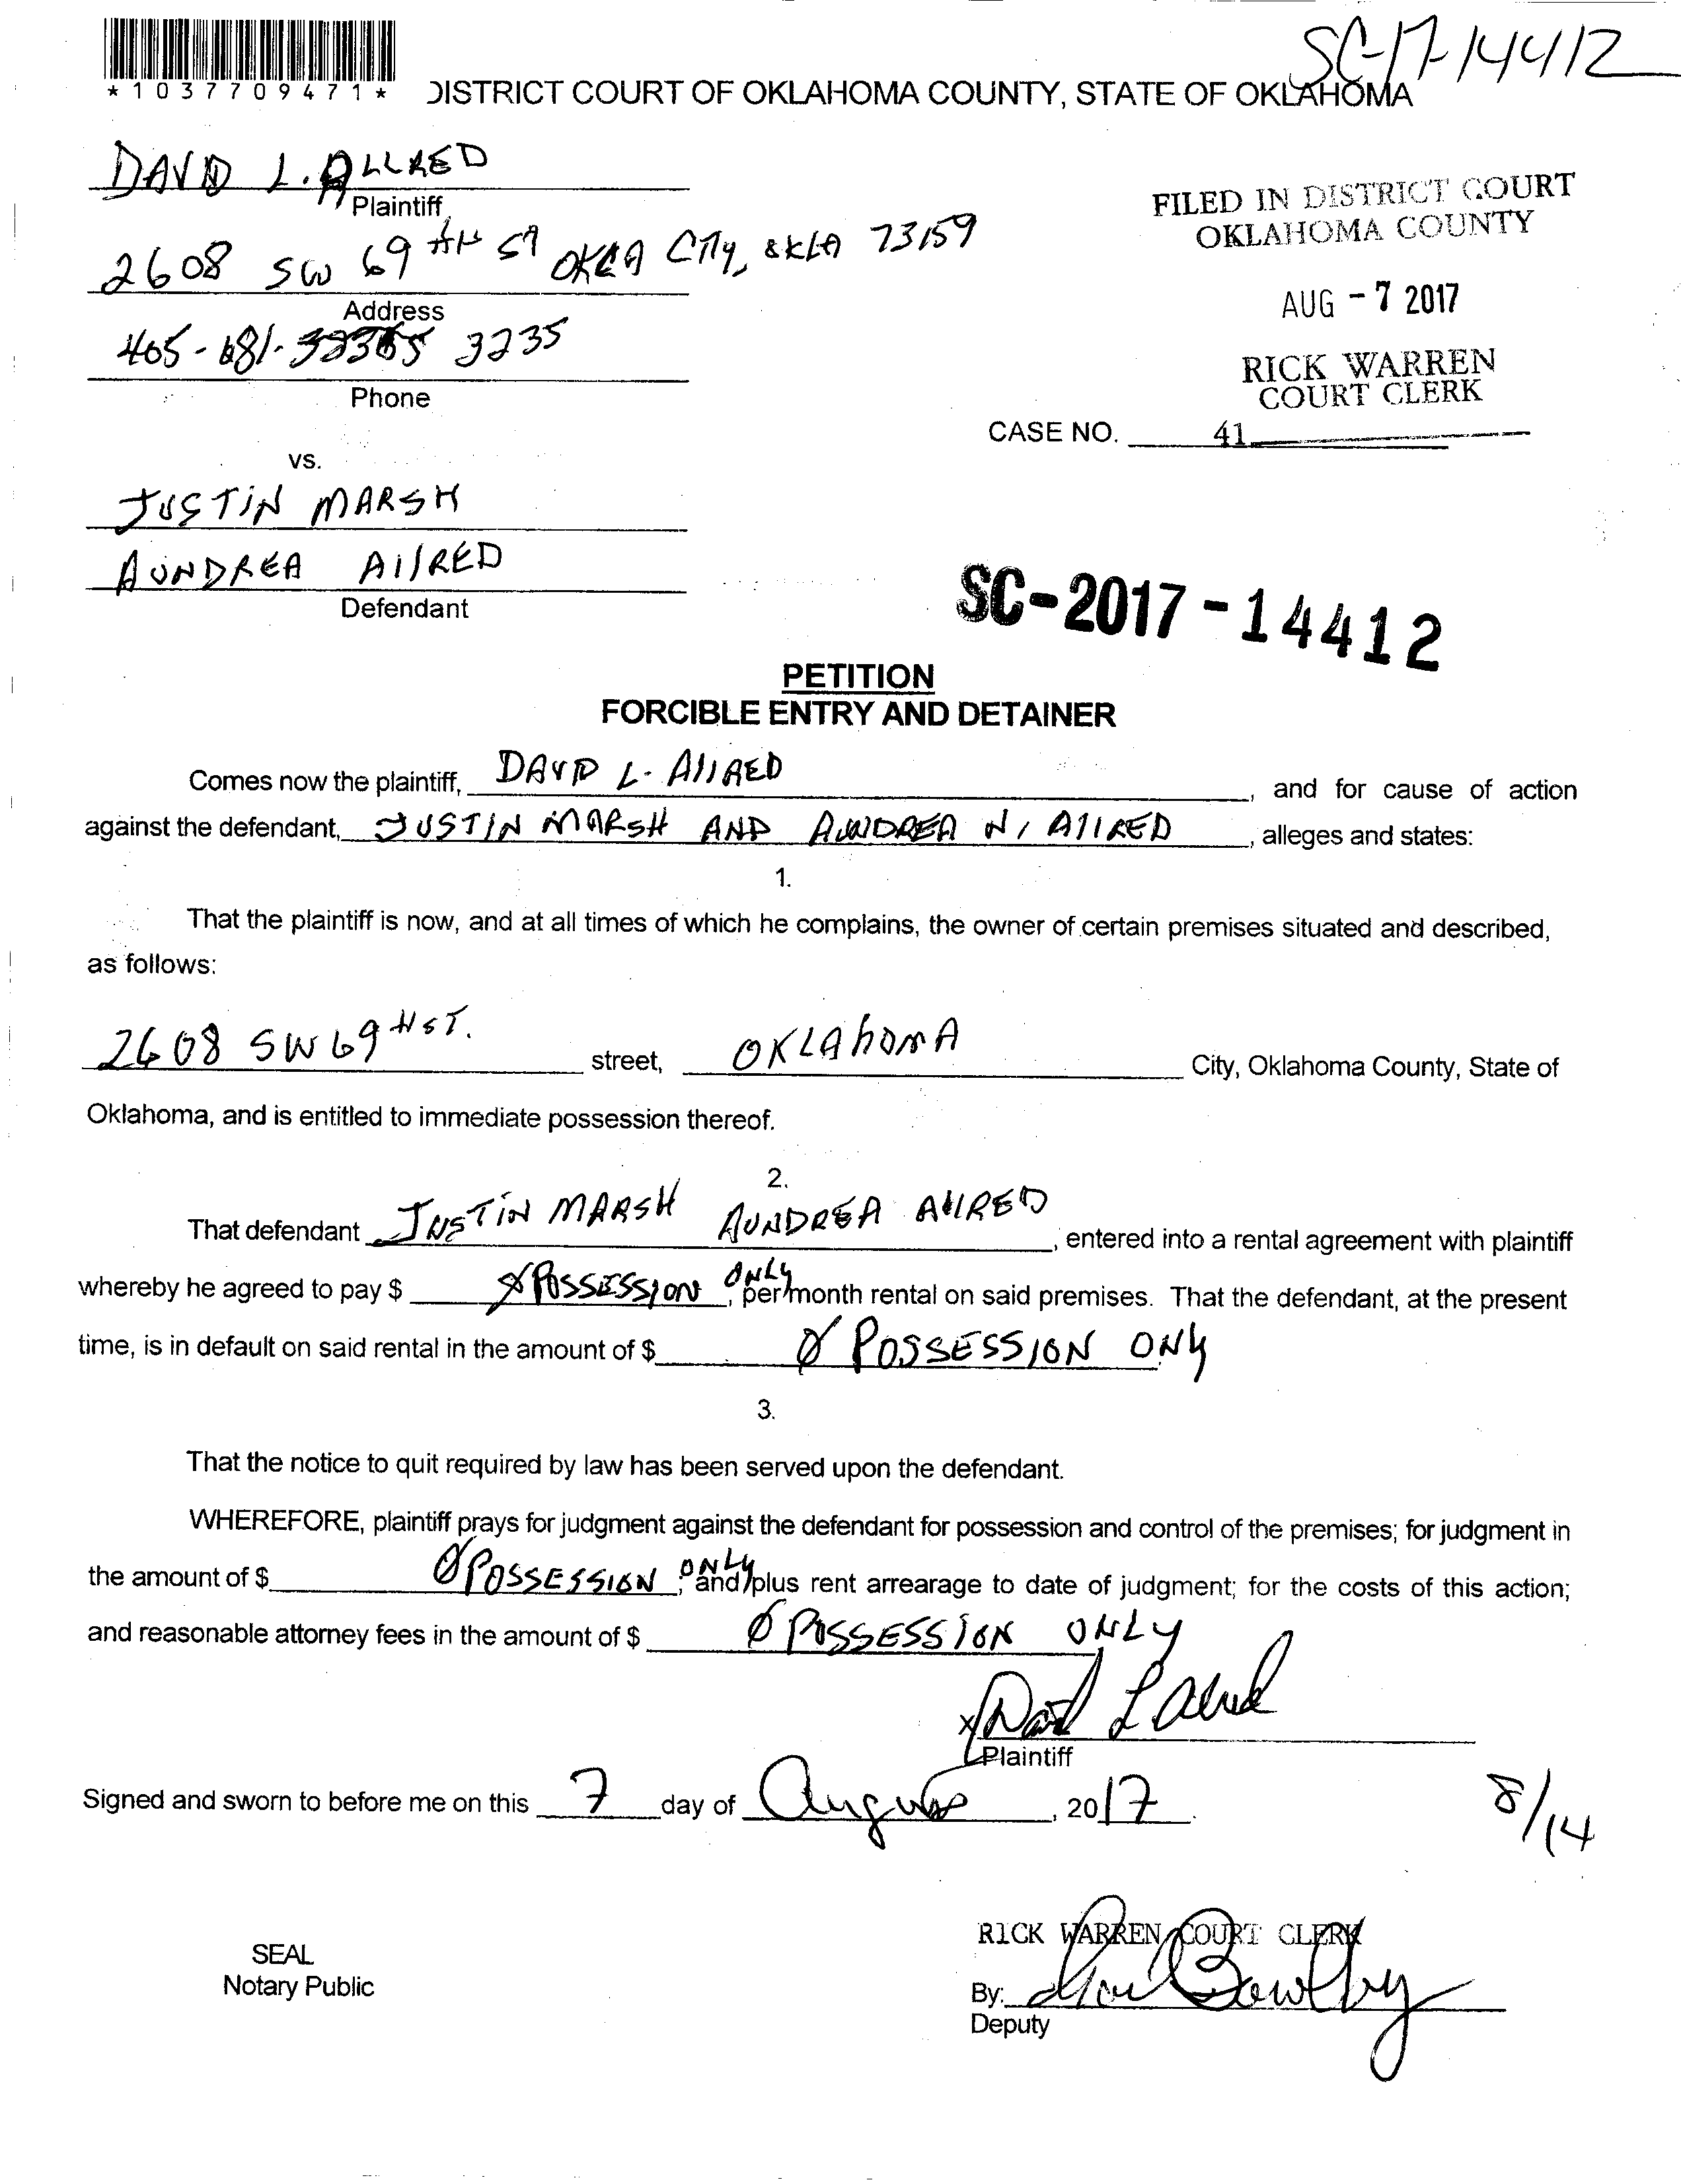 SC-17-14412
*1037709471*
DISTRICT COURT OF OKLAHOMA COUNTY, STATE OF OKLAHOMA
DAVID L. ALLRED
Plaintiff
2608 SW 69 TH ST OKLA CITY, OKLA 73159
Address
405-681- 3235
Phone
FILED IN DISTRICT COURT
OKLAHOMA COUNTY
AUG - 7 2017
RICK WARREN
COURT CLERK
CASE NO. 41
vs.
JUSTIN MARSH
AUNDREA AllRED
Defendant
SC-2017-14412
PETITION
FORCIBLE ENTRY AND DETAINER
Comes now the plaintiff, DAVID L. AllRED, and for cause of action
against the defendant, JUSTIN MARSH AND AUNDREA N. AllRED, alleges and states:
1.
That the plaintiff is now, and at all times of which he complains, the owner of certain premises situated and described,
as follows:
2608 SW 69 TH ST. street, OKLAhOMA City, Oklahoma County, State of
Oklahoma, and is entitled to immediate possession thereof.
2.
That defendant JUSTIN MARSH AUNDREA AllRED, entered into a rental agreement with plaintiff
whereby he agreed to pay $ Ø POSSESSION ONLY, per month rental on said premises. That the defendant, at the present
time, is in default on said rental in the amount of $ Ø POSSESSION ONLY
3.
That the notice to quit required by law has been served upon the defendant.
WHEREFORE, plaintiff prays for judgment against the defendant for possession and control of the premises; for judgment in
the amount of $ Ø POSSESSION ONLY, and plus rent arrearage to date of judgment; for the costs of this action;
and reasonable attorney fees in the amount of $ Ø POSSESSION ONLY
X David L Allred
Plaintiff
Signed and sworn to before me on this 7 day of August, 2017
8/14
SEAL
Notary Public
RICK WARREN COURT CLERK
By:
Deputy